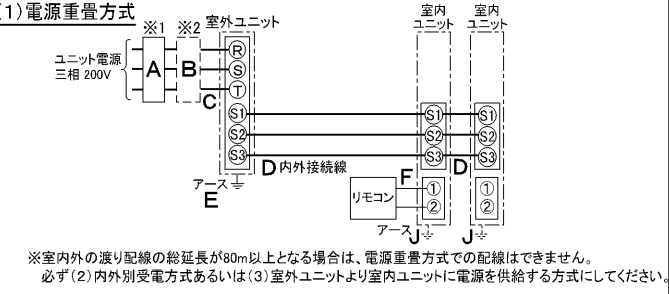 (1)電源重畳方式
※1 ※2 室外ユニット
室内
ユニット
室内
ユニット
ユニット電源
三相 200V
A B C
R
S
T
S1 S1 S1
S2 S2 S2
S3 S3 S3
D 内外接続線 D
アース
E
リモコン F
① ①
② ②
アース J J
※室内外の渡り配線の総延長が80m以上となる場合は、電源重畳方式での配線はできません。
必ず(2)内外別受電方式あるいは(3)室外ユニットより室内ユニットに電源を供給する方式にしてください。